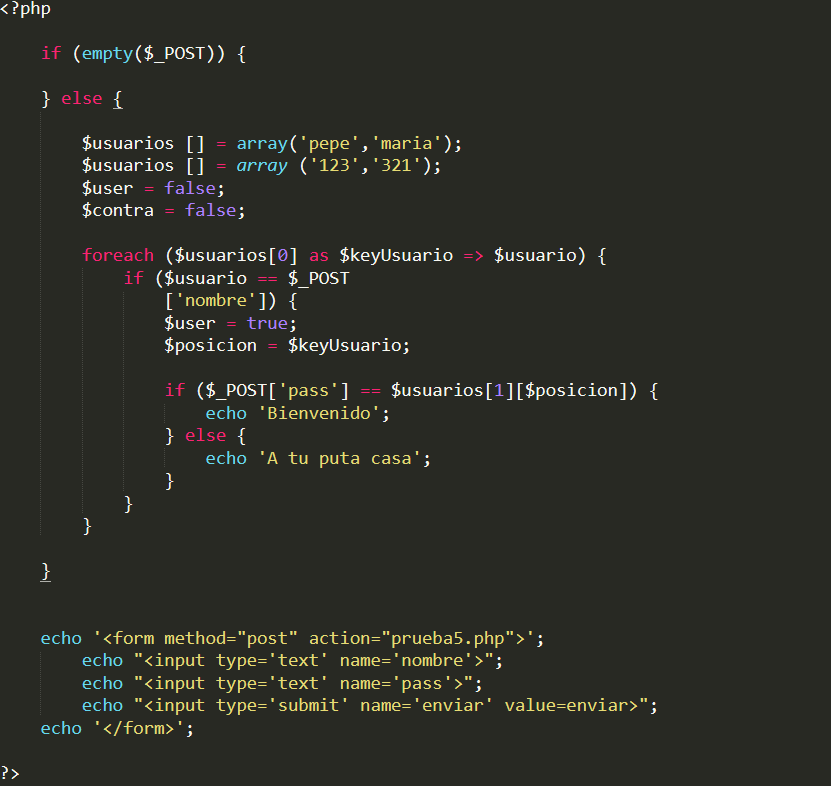 <?php
if (empty($_POST)) {
} else {
$usuarios [] = array('pepe','maria');
$usuarios [] = array ('123','321');
$user = false;
$contra = false;
foreach ($usuarios[0] as $keyUsuario => $usuario) {
if ($usuario == $_POST
['nombre']) {
$user = true;
$posicion = $keyUsuario;
if ($_POST['pass'] == $usuarios[1][$posicion]) {
echo 'Bienvenido';
} else {
echo 'A tu puta casa';
}
}
}
}
echo '<form method="post" action="prueba5.php">';
echo "<input type='text' name='nombre'>";
echo "<input type='text' name='pass'>";
echo "<input type='submit' name='enviar' value=enviar>";
echo '</form>';
?>